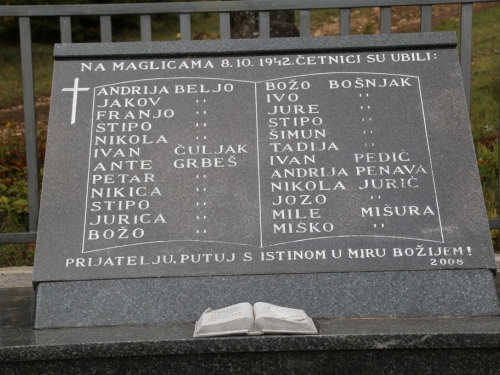 NA MAGLICAMA 8.10.1942. ČETNICI SU UBILI:
ANDRIJA BELJO
JAKOV "
FRANJO "
STIPO "
NIKOLA "
IVAN ČULJAK
ANTE GRBEŠ
PETAR "
NIKICA "
STIPO "
JURICA "
BOŽO "
BOŽO BOŠNJAK
IVO "
JURE "
STIPO "
ŠIMUN "
TADIJA "
IVAN PEDIĆ
ANDRIJA PENAVA
NIKOLA JURIĆ
JOZO "
MILE MIŠURA
MIŠKO "
PRIJATELJU, PUTUJ S ISTINOM U MIRU BOŽIJEM!
2008